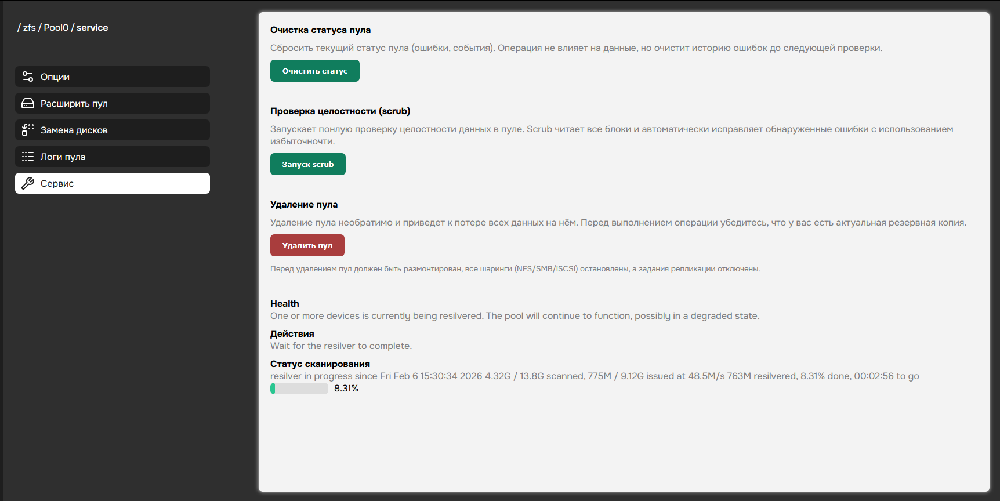 / zfs / Pool0 / service
Опции
Расширить пул
Замена дисков
Логи пула
Сервис
Очистка статуса пула
Сбросить текущий статус пула (ошибки, события). Операция не влияет на данные, но очистит историю ошибок до следующей проверки.
Очистить статус
Проверка целостности (scrub)
Запускает понлую проверку целостности данных в пуле. Scrub читает все блоки и автоматически исправляет обнаруженные ошибки с использованием
избыточночти.
Запуск scrub
Удаление пула
Удаление пула необратимо и приведет к потере всех данных на нём. Перед выполнением операции убедитесь, что у вас есть актуальная резервная копия.
Удалить пул
Перед удалением пул должен быть размонтирован, все шаринги (NFS/SMB/iSCSI) остановлены, а задания репликации отключены.
Health
One or more devices is currently being resilvered. The pool will continue to function, possibly in a degraded state.
Действия
Wait for the resilver to complete.
Статус сканирования
resilver in progress since Fri Feb 6 15:30:34 2026 4.32G / 13.8G scanned, 775M / 9.12G issued at 48.5M/s 763M resilvered, 8.31% done, 00:02:56 to go
8.31%